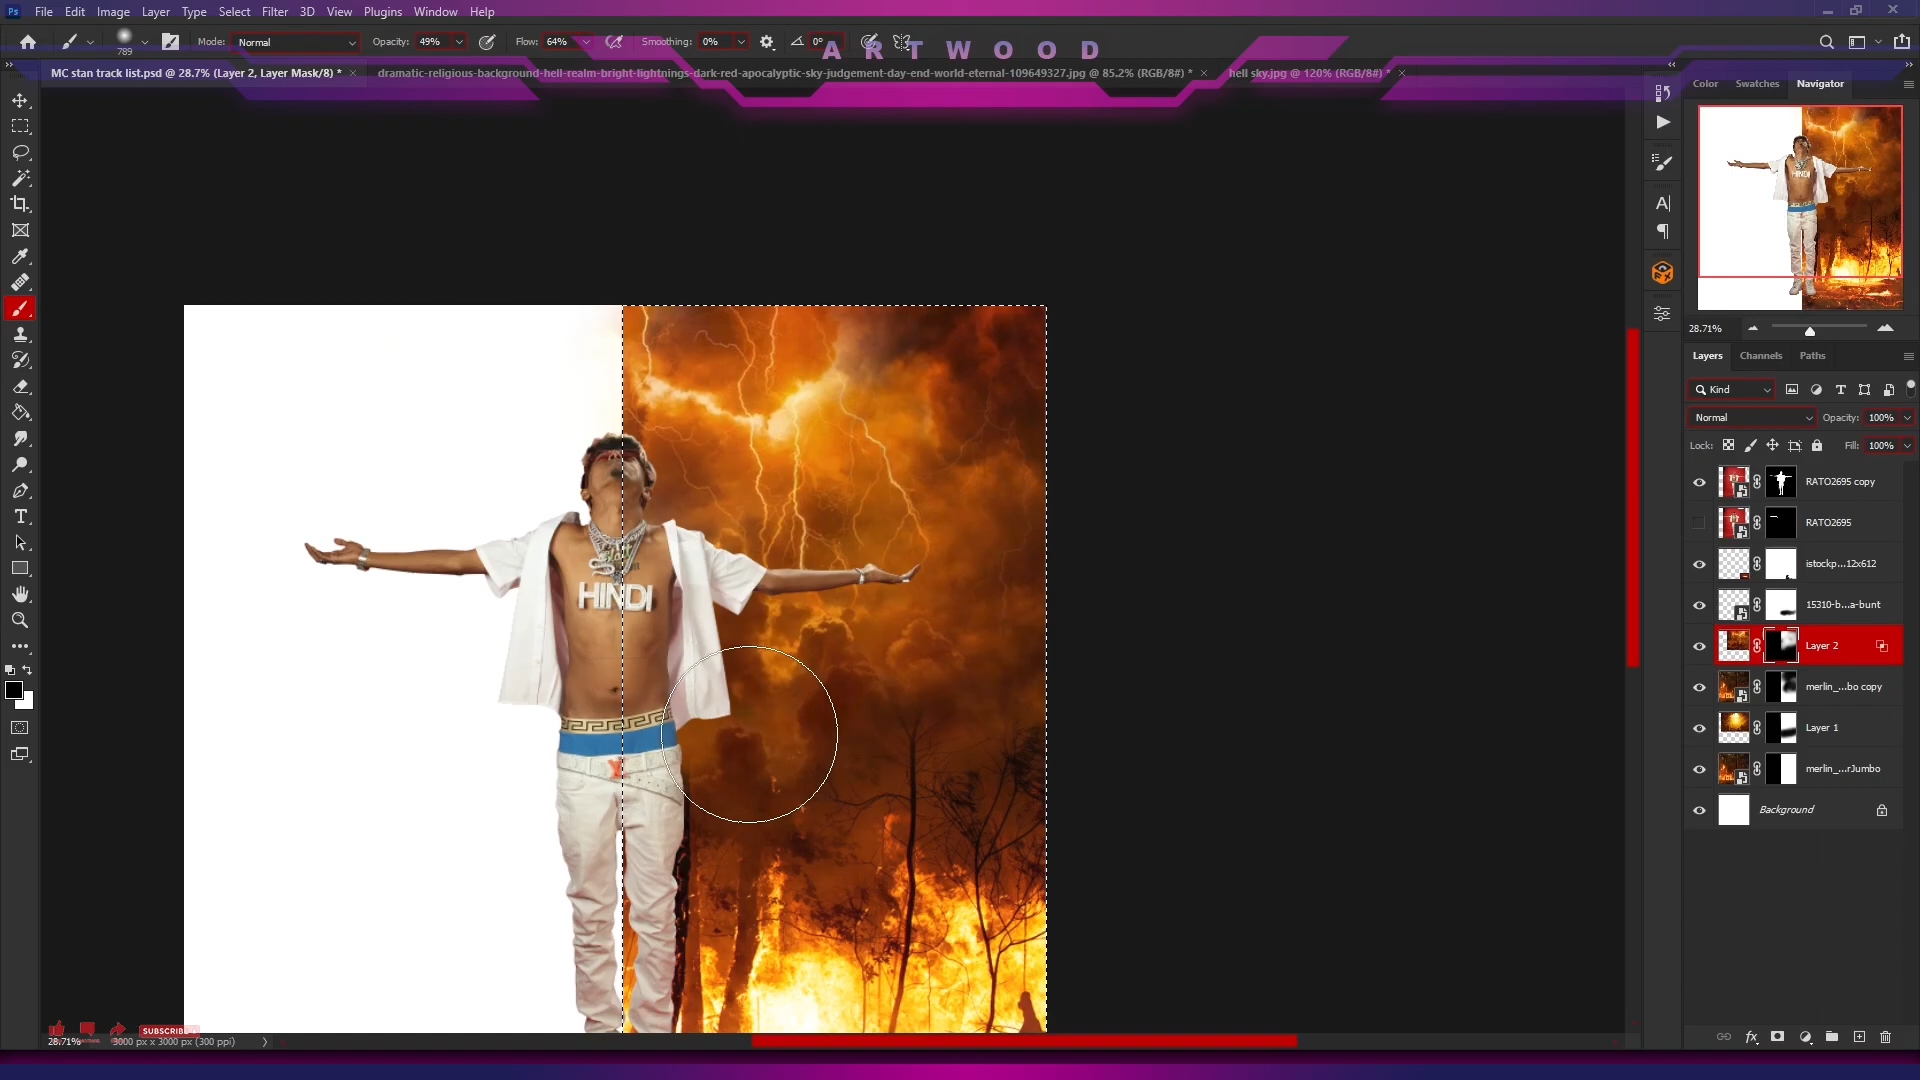 Ps File Edit Image Layer Type Select Filter 3D View Plugins Window Help
789 Mode: Normal Opacity: 49% Flow: 64% Smoothing: 0% 0°
ARTWOOD
MC stan track list.psd @ 28.7% (Layer 2, Layer Mask/8) *
dramatic-religious-background-hell-realm-bright-lightnings-dark-red-apocalyptic-sky-judgement-day-end-world-eternal-109649327.jpg @ 85.2% (RGB/8#) *
hell sky.jpg @ 120% (RGB/8#) *
Color Swatches Navigator
HINDI
28.71%
Layers Channels Paths
Kind
Normal Opacity: 100%
Lock: Fill: 100%
RATO2695 copy
RATO2695
istockp...12x612
15310-b...a-bunt
Layer 2
merlin_...bo copy
Layer 1
merlin_...rJumbo
Background
HINDI
SUBSCRIBE
28.71% 3000 px x 3000 px (300 ppi)